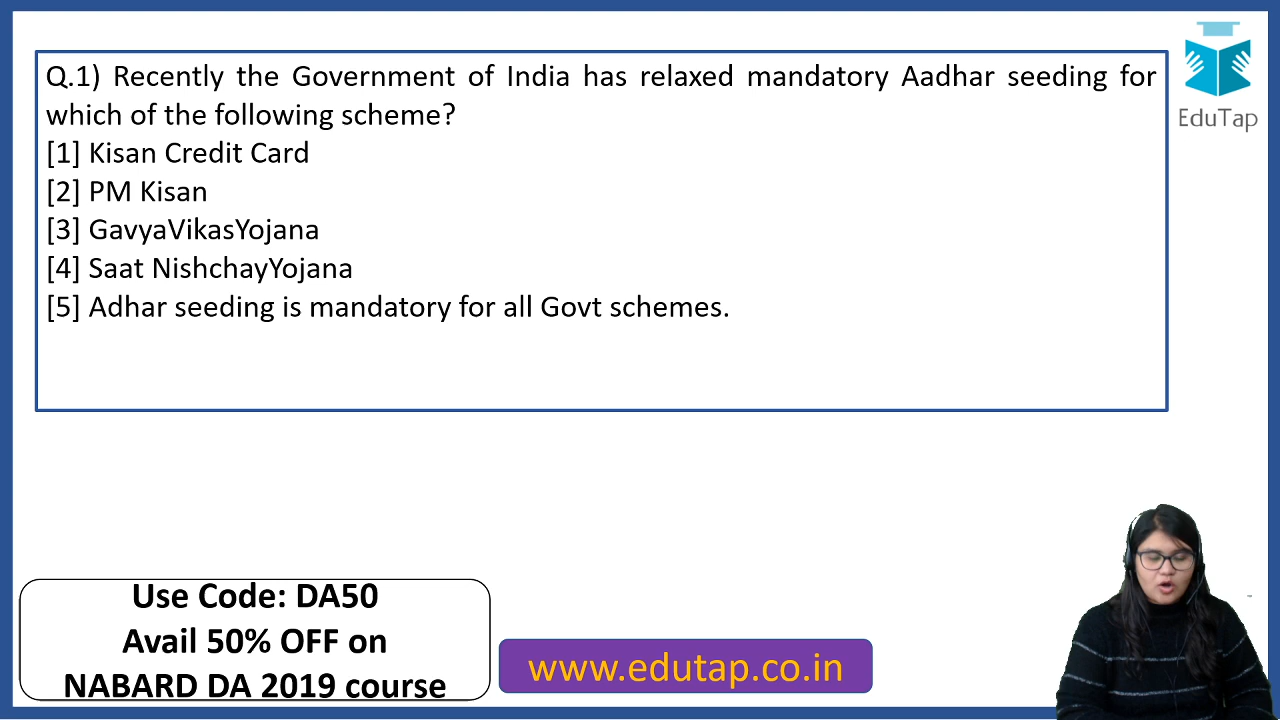 Q.1) Recently the Government of India has relaxed mandatory Aadhar seeding for
which of the following scheme?
[1] Kisan Credit Card
[2] PM Kisan
[3] GavyaVikasYojana
[4] Saat NishchayYojana
[5] Adhar seeding is mandatory for all Govt schemes.
EduTap
Use Code: DA50
Avail 50% OFF on
NABARD DA 2019 course
www.edutap.co.in